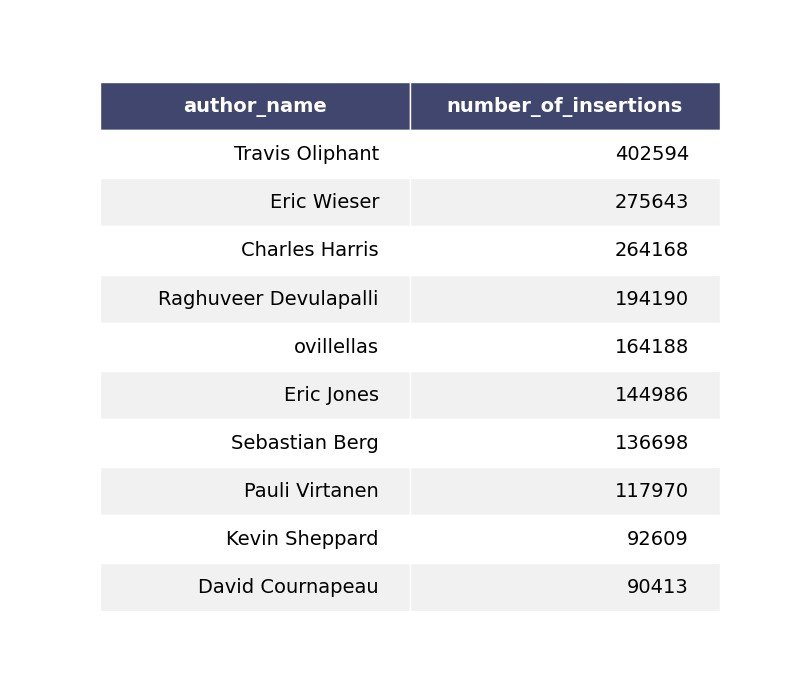 author_name number_of_insertions
Travis Oliphant 402594
Eric Wieser 275643
Charles Harris 264168
Raghuveer Devulapalli 194190
ovillellas 164188
Eric Jones 144986
Sebastian Berg 136698
Pauli Virtanen 117970
Kevin Sheppard 92609
David Cournapeau 90413